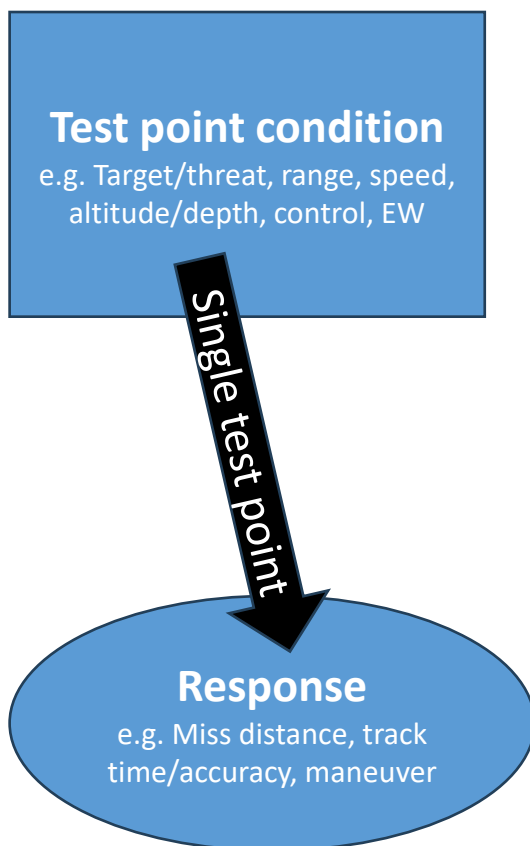 Test point condition
e.g. Target/threat, range, speed,
altitude/depth, control, EW
Single test point
Response
e.g. Miss distance, track
time/accuracy, maneuver